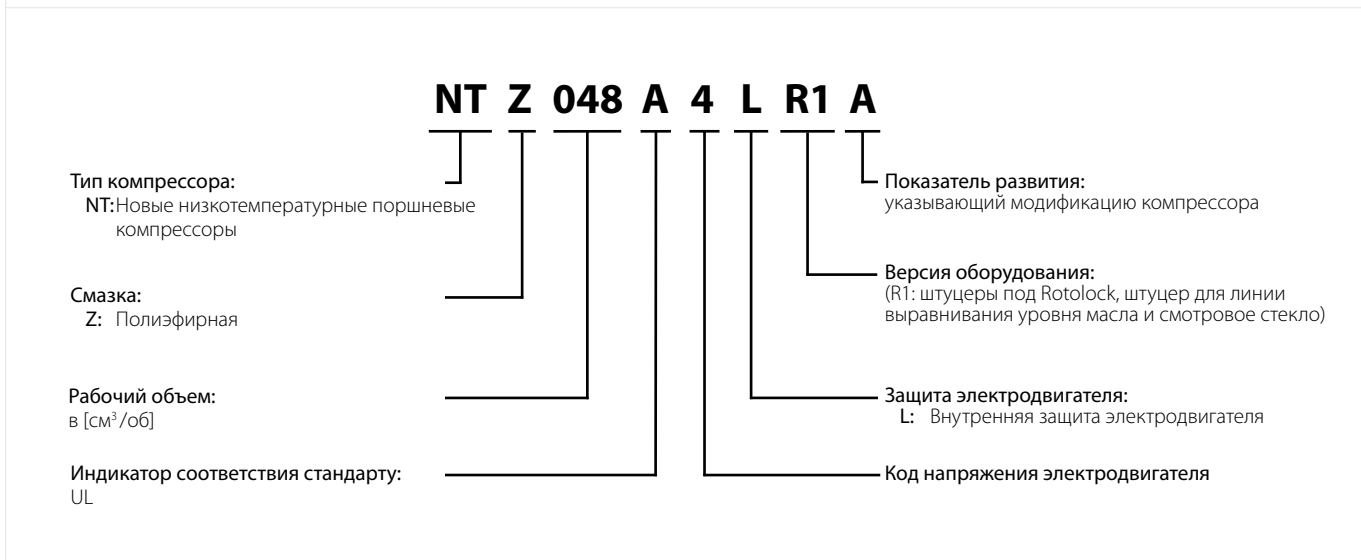 NT Z 048 A 4 L R1 A
Тип компрессора:
NT: Новые низкотемпературные поршневые
компрессоры
Смазка:
Z: Полиэфирная
Рабочий объем:
в [см³/об]
Индикатор соответствия стандарту:
UL
Показатель развития:
указывающий модификацию компрессора
Версия оборудования:
(R1: штуцеры под Rotolock, штуцер для линии
выравнивания уровня масла и смотровое стекло)
Защита электродвигателя:
L: Внутренняя защита электродвигателя
Код напряжения электродвигателя